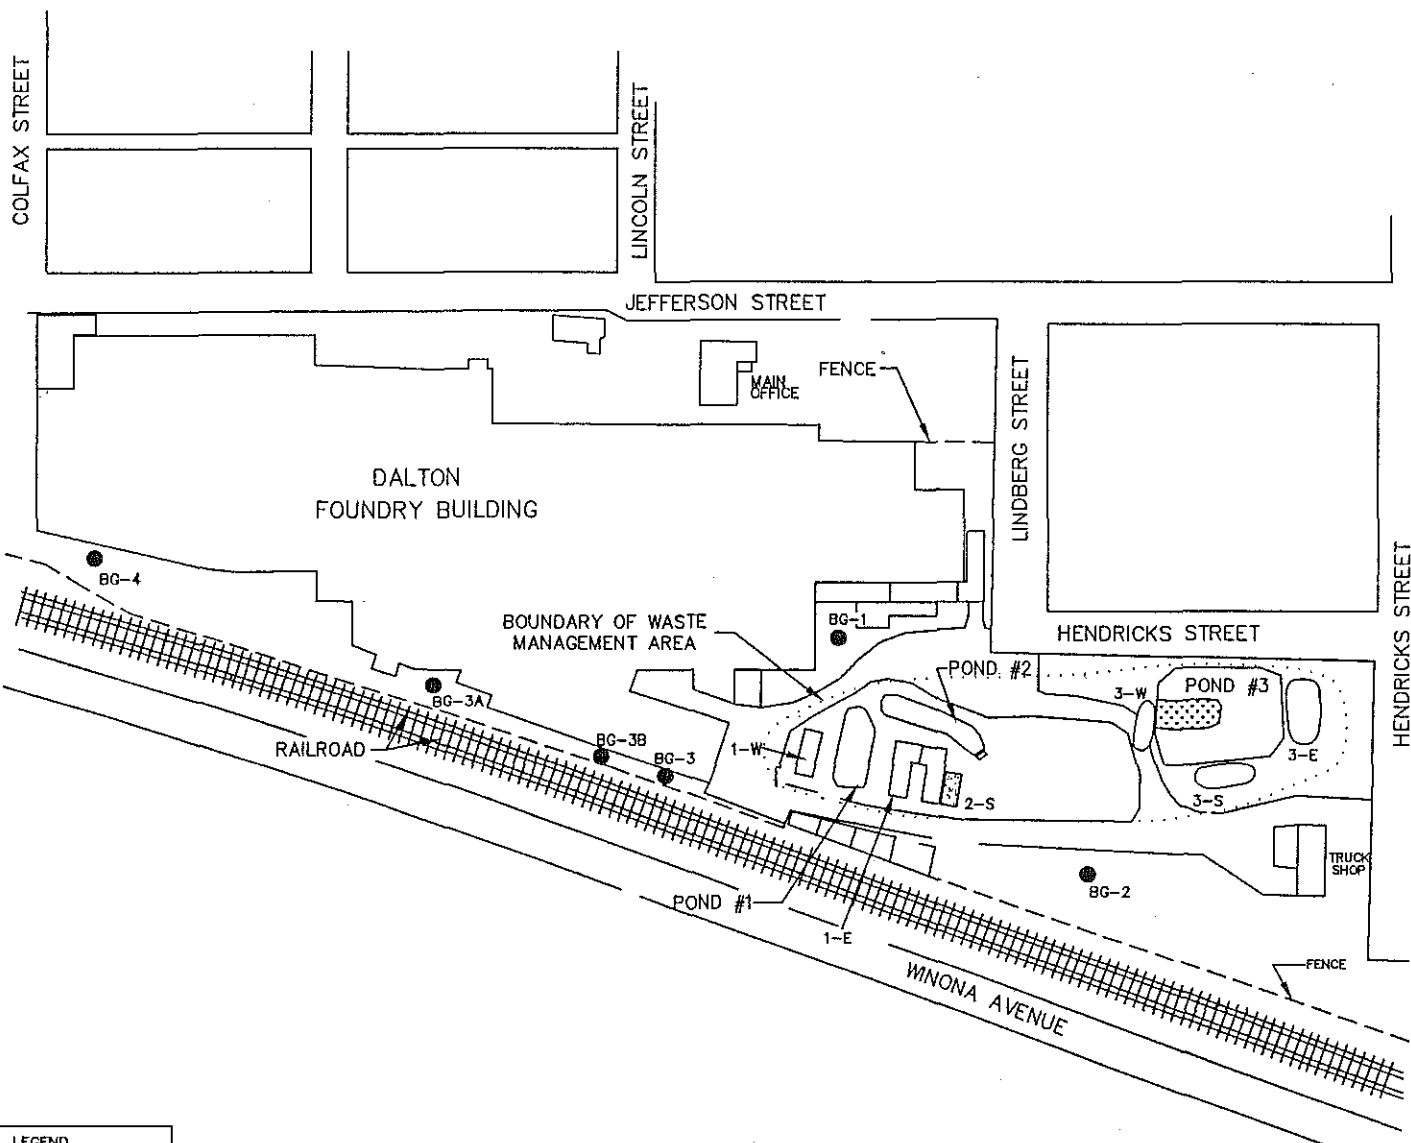 COLFAX STREET
LINCOLN STREET
JEFFERSON STREET
MAIN
OFFICE
FENCE
LINDBERG STREET
DALTON
FOUNDRY BUILDING
HENDRICKS STREET
BG-4
BOUNDARY OF WASTE
MANAGEMENT AREA
BG-1
HENDRICKS STREET
POND #2
3-W
POND #3
BG-3A
RAILROAD
BG-3B
BG-3
1-W
3-E
2-S
3-S
TRUCK
SHOP
BG-2
POND #1
1-E
WINONA AVENUE
FENCE
LEGEND